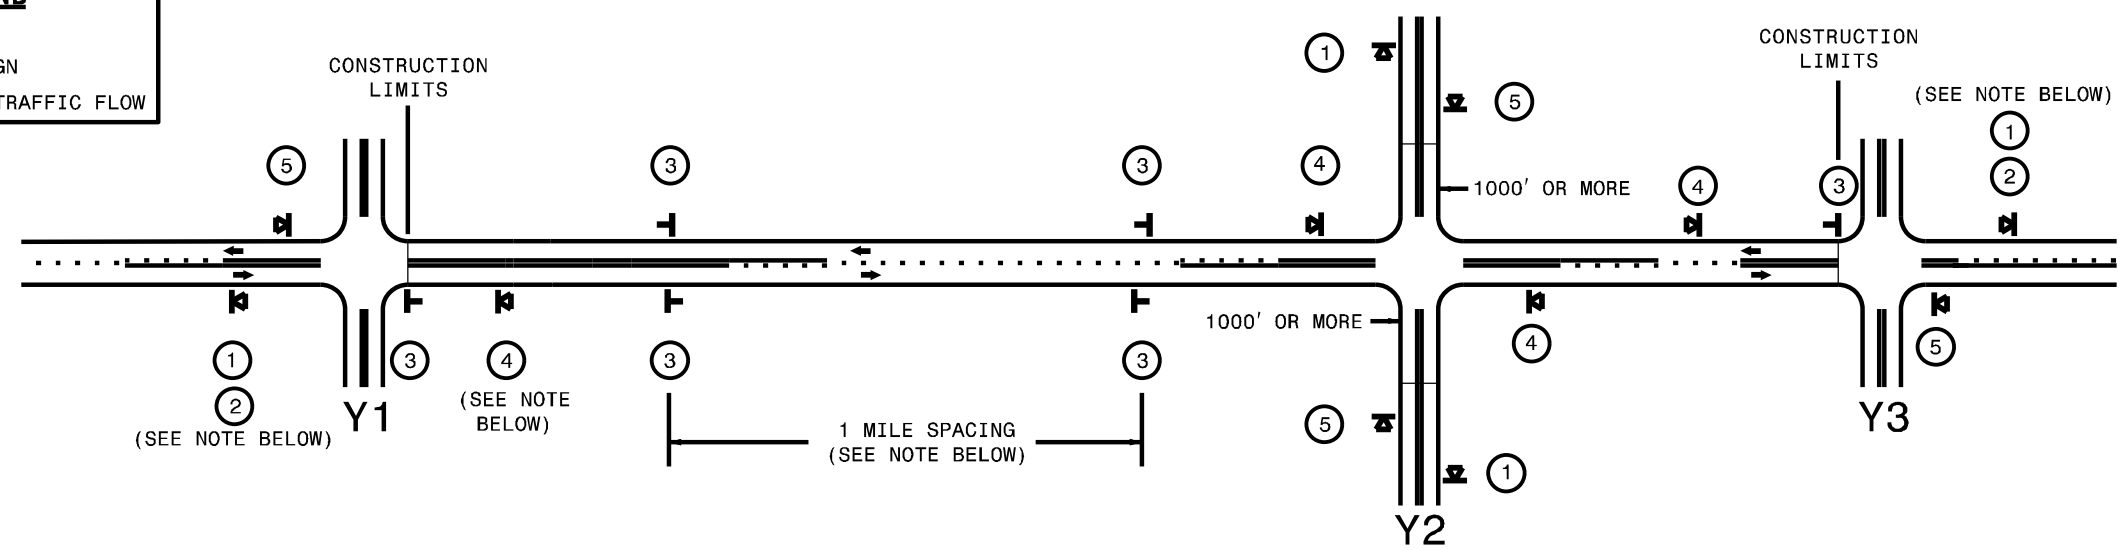 CONSTRUCTION
LIMITS
CONSTRUCTION
LIMITS
TRAFFIC FLOW
(SEE NOTE BELOW)
1
5
1
2
5
3
3
4
1000' OR MORE
4
3
1
2
(SEE NOTE BELOW)
Y1
3
4
(SEE NOTE
BELOW)
3
3
1 MILE SPACING
(SEE NOTE BELOW)
1000' OR MORE
5
1
Y2
4
5
Y3